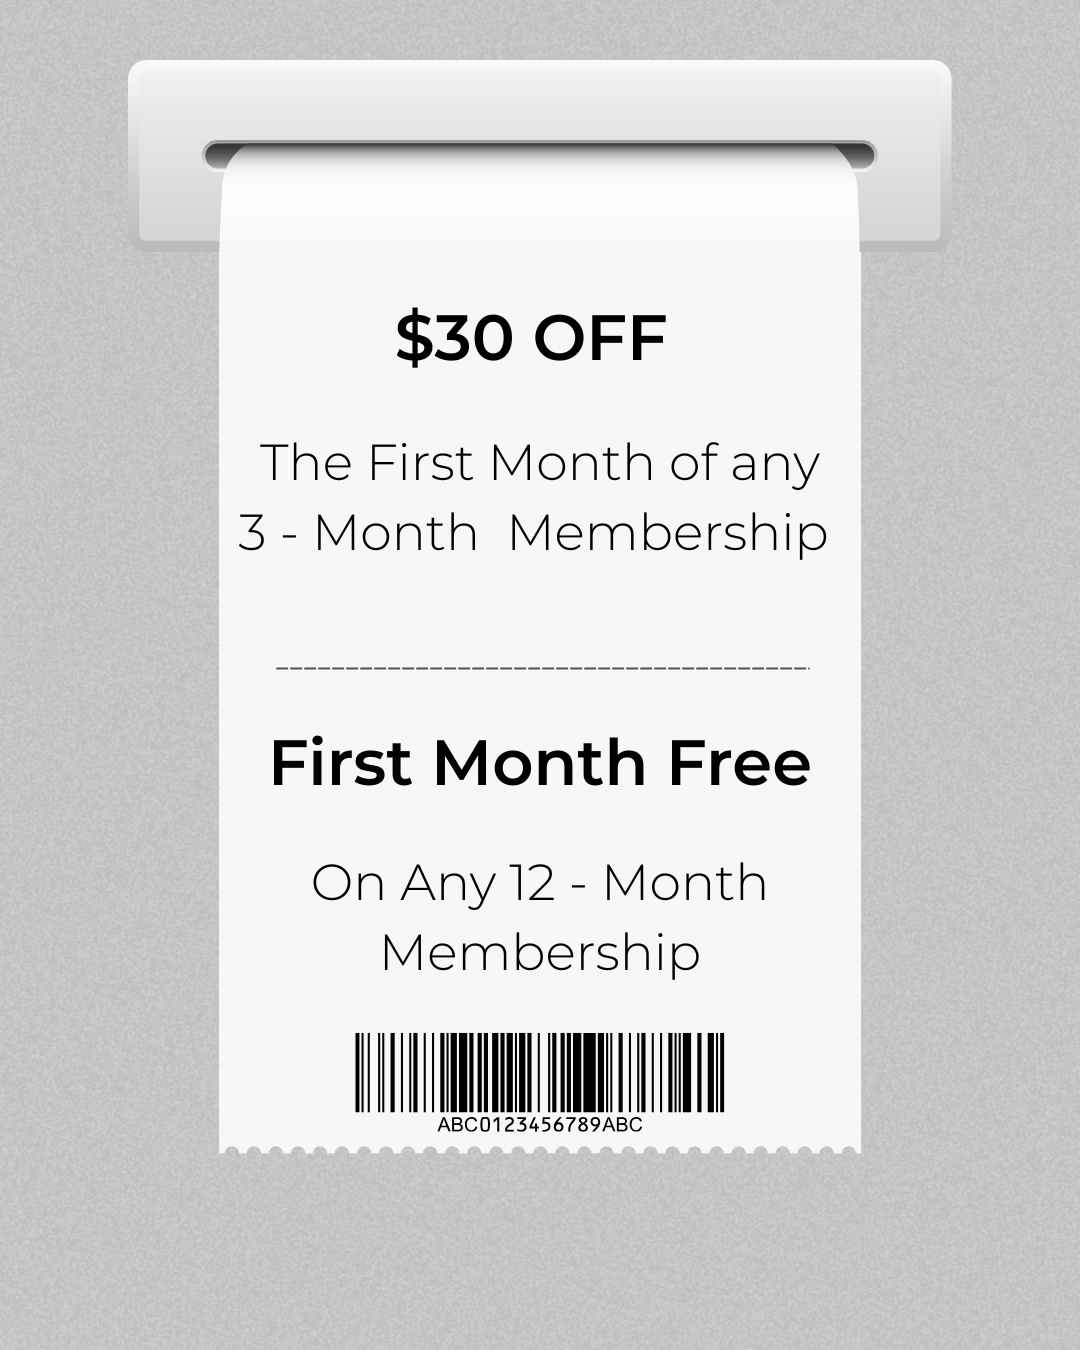 $30 OFF
The First Month of any
3 - Month  Membership
First Month Free
On Any 12 - Month
Membership
ABC0123456789ABC